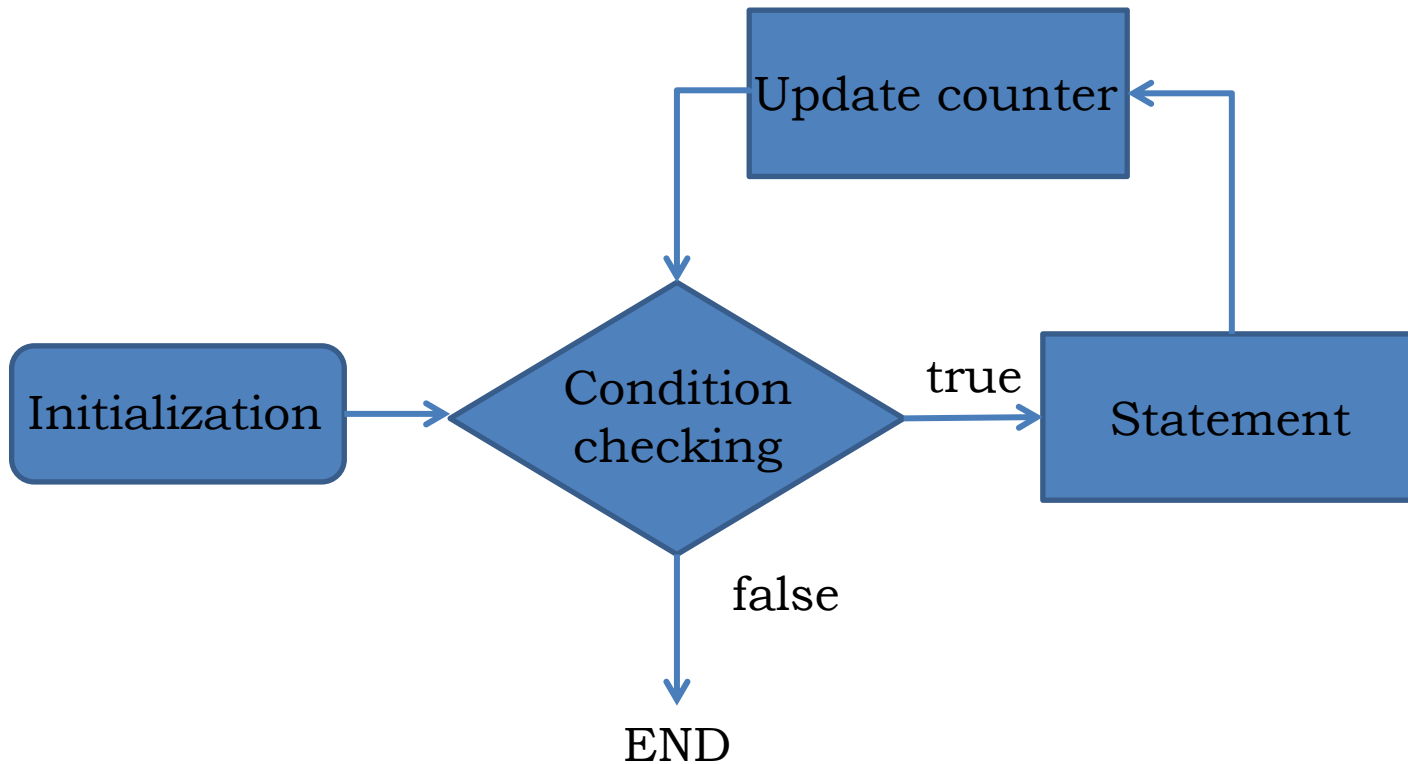 Update counter
Initialization
Condition
checking
true
Statement
false
END